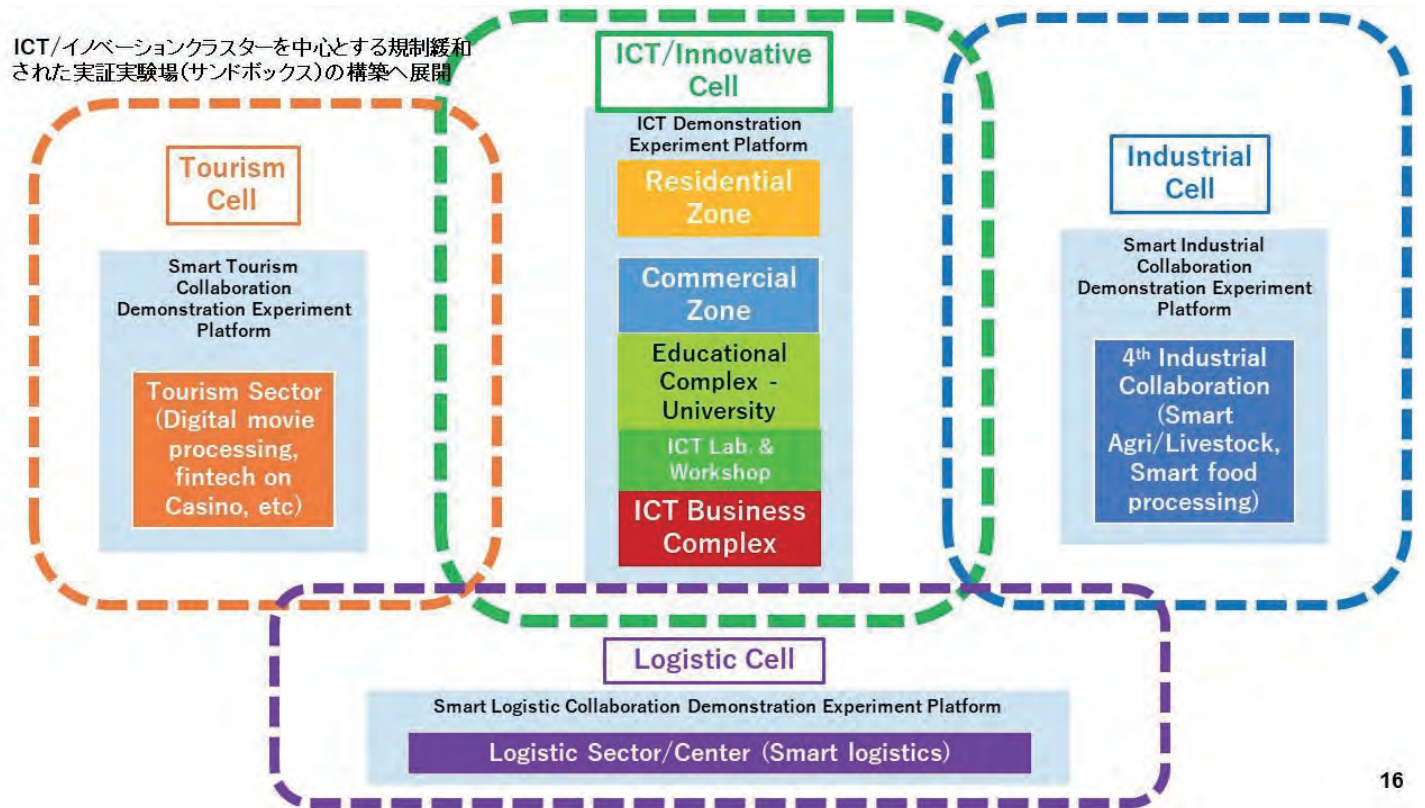 ICT/イノベーションクラスターを中心とする規制緩和
された実証実験場(サンドボックス)の構築へ展開
Tourism
Cell
Smart Tourism
Collaboration
Demonstration Experiment
Platform
Tourism Sector
(Digital movie
processing,
fintech on
Casino, etc)
ICT/Innovative
Cell
ICT Demonstration
Experiment Platform
Residential
Zone
Commercial
Zone
Educational
Complex -
University
ICT Lab. &
Workshop
ICT Business
Complex
Industrial
Cell
Smart Industrial
Collaboration
Demonstration Experiment
Platform
4th Industrial
Collaboration
(Smart
Agri/Livestock,
Smart food
processing)
Logistic Cell
Smart Logistic Collaboration Demonstration Experiment Platform
Logistic Sector/Center (Smart logistics)
16